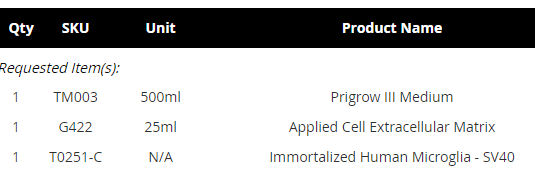 Qty SKU Unit Product Name
Requested Item(s):
1 TM003 500ml Prigrow III Medium
1 G422 25ml Applied Cell Extracellular Matrix
1 T0251-C N/A Immortalized Human Microglia - SV40